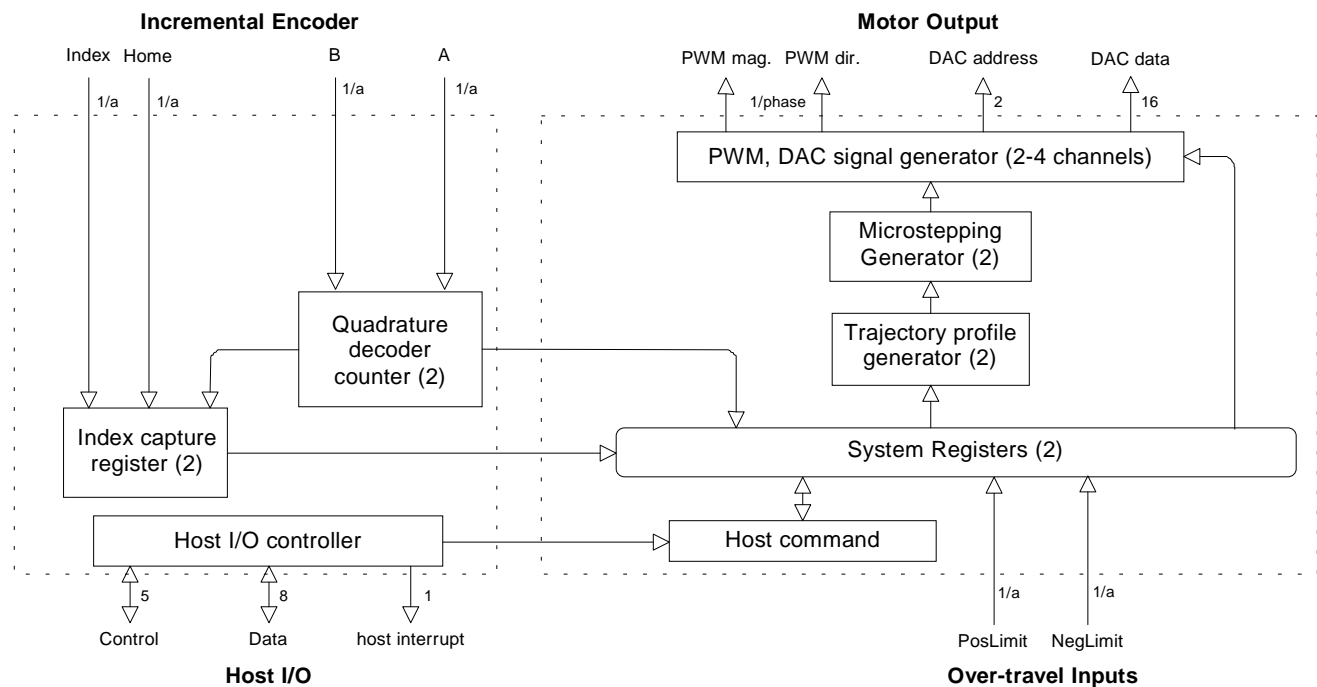 Incremental Encoder
Motor Output
Index
Home
B
A
PWM mag.
PWM dir.
DAC address
DAC data
1/a
1/a
1/a
1/a
1/phase
2
16
PWM, DAC signal generator (2-4 channels)
Microstepping
Generator (2)
Quadrature
decoder
counter (2)
Trajectory profile
generator (2)
Index capture
register (2)
System Registers (2)
Host I/O controller
Host command
5
8
1
1/a
1/a
Control
Data
host interrupt
PosLimit
NegLimit
Host I/O
Over-travel Inputs